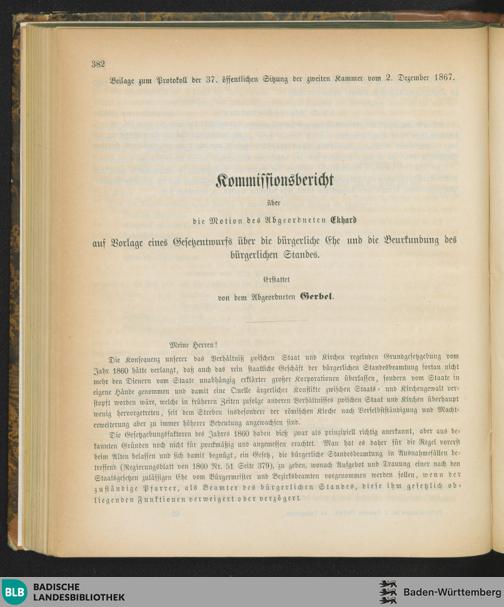 382
Beilage zum Protokoll der 37. öffentlichen Sitzung der zweiten Kammer vom 2. Dezember 1867.
Kommissionsbericht
über
die Motion des Abgeordneten Ekhard
auf Vorlage eines Gesetzentwurfs über die bürgerliche Ehe und die Beurkundung des
bürgerlichen Standes.
Erstattet
von dem Abgeordneten Gerbel.
Meine Herren!
Die Konsequenz unserer das Verhältniß zwischen Staat und Kirchen regelnden Grundgesetzgebung vom
Jahr 1860 hätte verlangt, daß auch das rein staatliche Geschäft der bürgerlichen Standesbeamtung fortan nicht
mehr den Dienern vom Staate unabhängig erklärter großer Korporationen überlassen, sondern vom Staate in
eigene Hände genommen und damit eine Quelle ärgerlicher Konflikte zwischen Staats- und Kirchengewalt ver-
stopft worden wäre, welche in früheren Zeiten zufolge anderen Verhältnisses zwischen Staat und Kirchen überhaupt
wenig hervorgetreten, seit dem Streben insbesondere der römischen Kirche nach Verselbstständigung und Macht-
erweiterung aber zu immer höherer Bedeutung angewachsen sind.
Die Gesetzgebungsfaktoren des Jahres 1860 haben dieß zwar als prinzipiell richtig anerkannt, aber aus be-
kannten Gründen noch nicht für zweckmäßig und angemessen erachtet. Man hat es daher für die Regel vorerst
beim Alten belassen und sich damit begnügt, ein Gesetz, die bürgerliche Standesbeamtung in Ausnahmefällen be-
treffend (Regierungsblatt von 1860 Nr. 51 Seite 379), zu geben, wonach Aufgebot und Trauung einer nach den
Staatsgesetzen zulässigen Ehe vom Bürgermeister und Bezirksbeamten vorgenommen werden sollen, wenn der
zuständige Pfarrer, als Beamter des bürgerlichen Standes, diese ihm gesetzlich ob-
liegenden Funktionen verweigert oder verzögert.
BLB
BADISCHE
LANDESBIBLIOTHEK
Baden-Württemberg